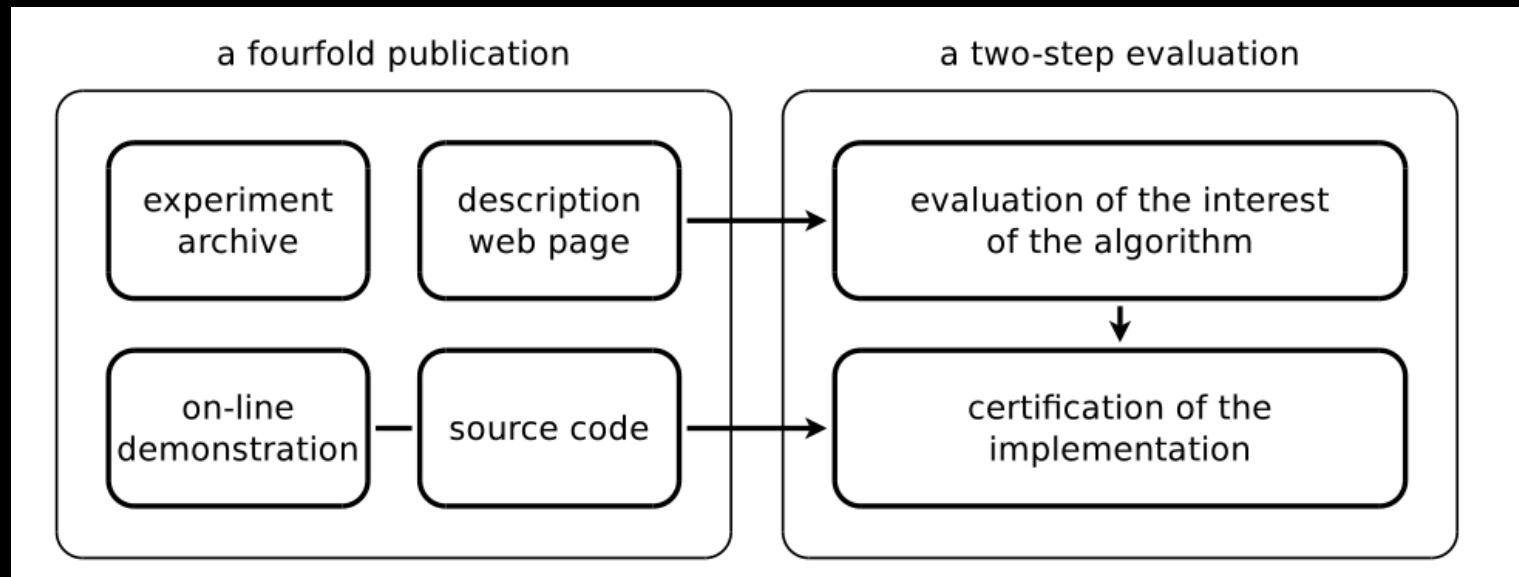 a fourfold publication
a two-step evaluation
experiment
archive
description
web page
evaluation of the interest
of the algorithm
on-line
demonstration
source code
certification of the
implementation